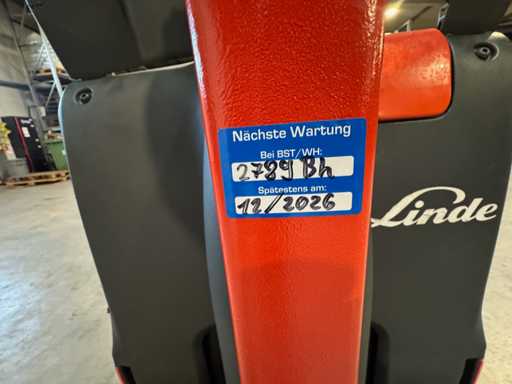 Nächste Wartung
Bei BST/WH:
2789 Bh
Spätestens am:
12/2026
Linde